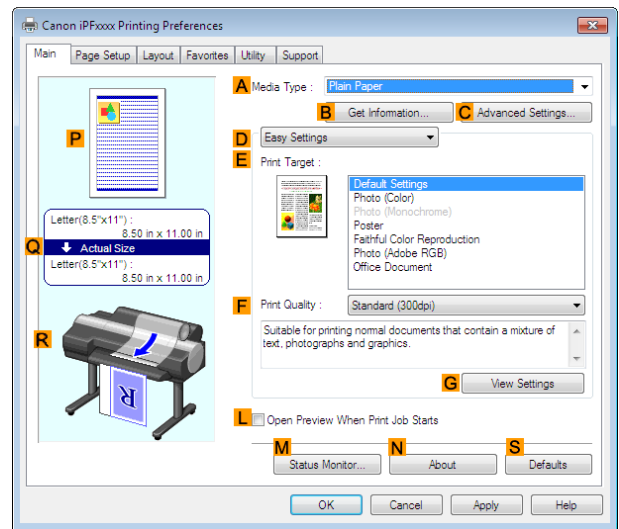 Canon iPFxxxx Printing Preferences
Main Page Setup Layout Favorites Utility Support
A Media Type : Plain Paper
B Get Infomation... C Advanced Settings...
D Easy Settings
E Print Target :
Default Settings
Photo (Color)
Photo (Monochrome)
Poster
Faithful Color Reproduction
Photo (Adobe RGB)
Office Document
P
Letter(8.5"x11") :
8.50 in x 11.00 in
Q Actual Size
Letter(8.5"x11") :
8.50 in x 11.00 in
R
R
F Print Quality : Standard (300dpi)
Suitable for printing normal documents that contain a mixture of
text, photographs and graphics.
G View Settings
L Open Preview When Print Job Starts
M Status Monitor... N About S Defaults
OK Cancel Apply Help